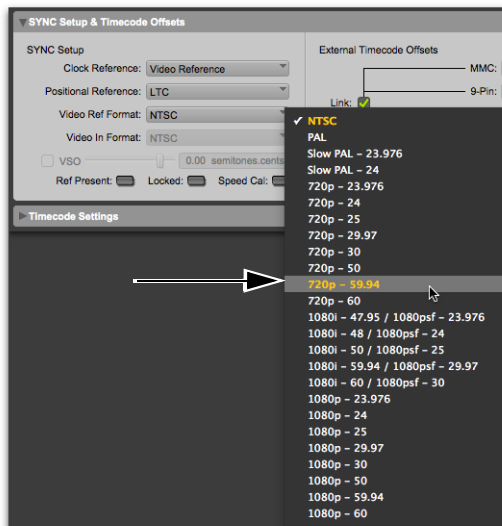 SYNC Setup & Timecode Offsets
SYNC Setup
External Timecode Offsets
Clock Reference: Video Reference
MMC:
Positional Reference: LTC
9-Pin:
Link:
Video Ref Format: NTSC
Video In Format: NTSC
VSO 0.00 semitones.cents
Ref Present: Locked: Speed Cal:
Timecode Settings
✓ NTSC
PAL
Slow PAL – 23.976
Slow PAL – 24
720p – 23.976
720p – 24
720p – 25
720p – 29.97
720p – 30
720p – 50
720p – 59.94
720p – 60
1080i – 47.95 / 1080psf – 23.976
1080i – 48 / 1080psf – 24
1080i – 50 / 1080psf – 25
1080i – 59.94 / 1080psf – 29.97
1080i – 60 / 1080psf – 30
1080p – 23.976
1080p – 24
1080p – 25
1080p – 29.97
1080p – 30
1080p – 50
1080p – 59.94
1080p – 60